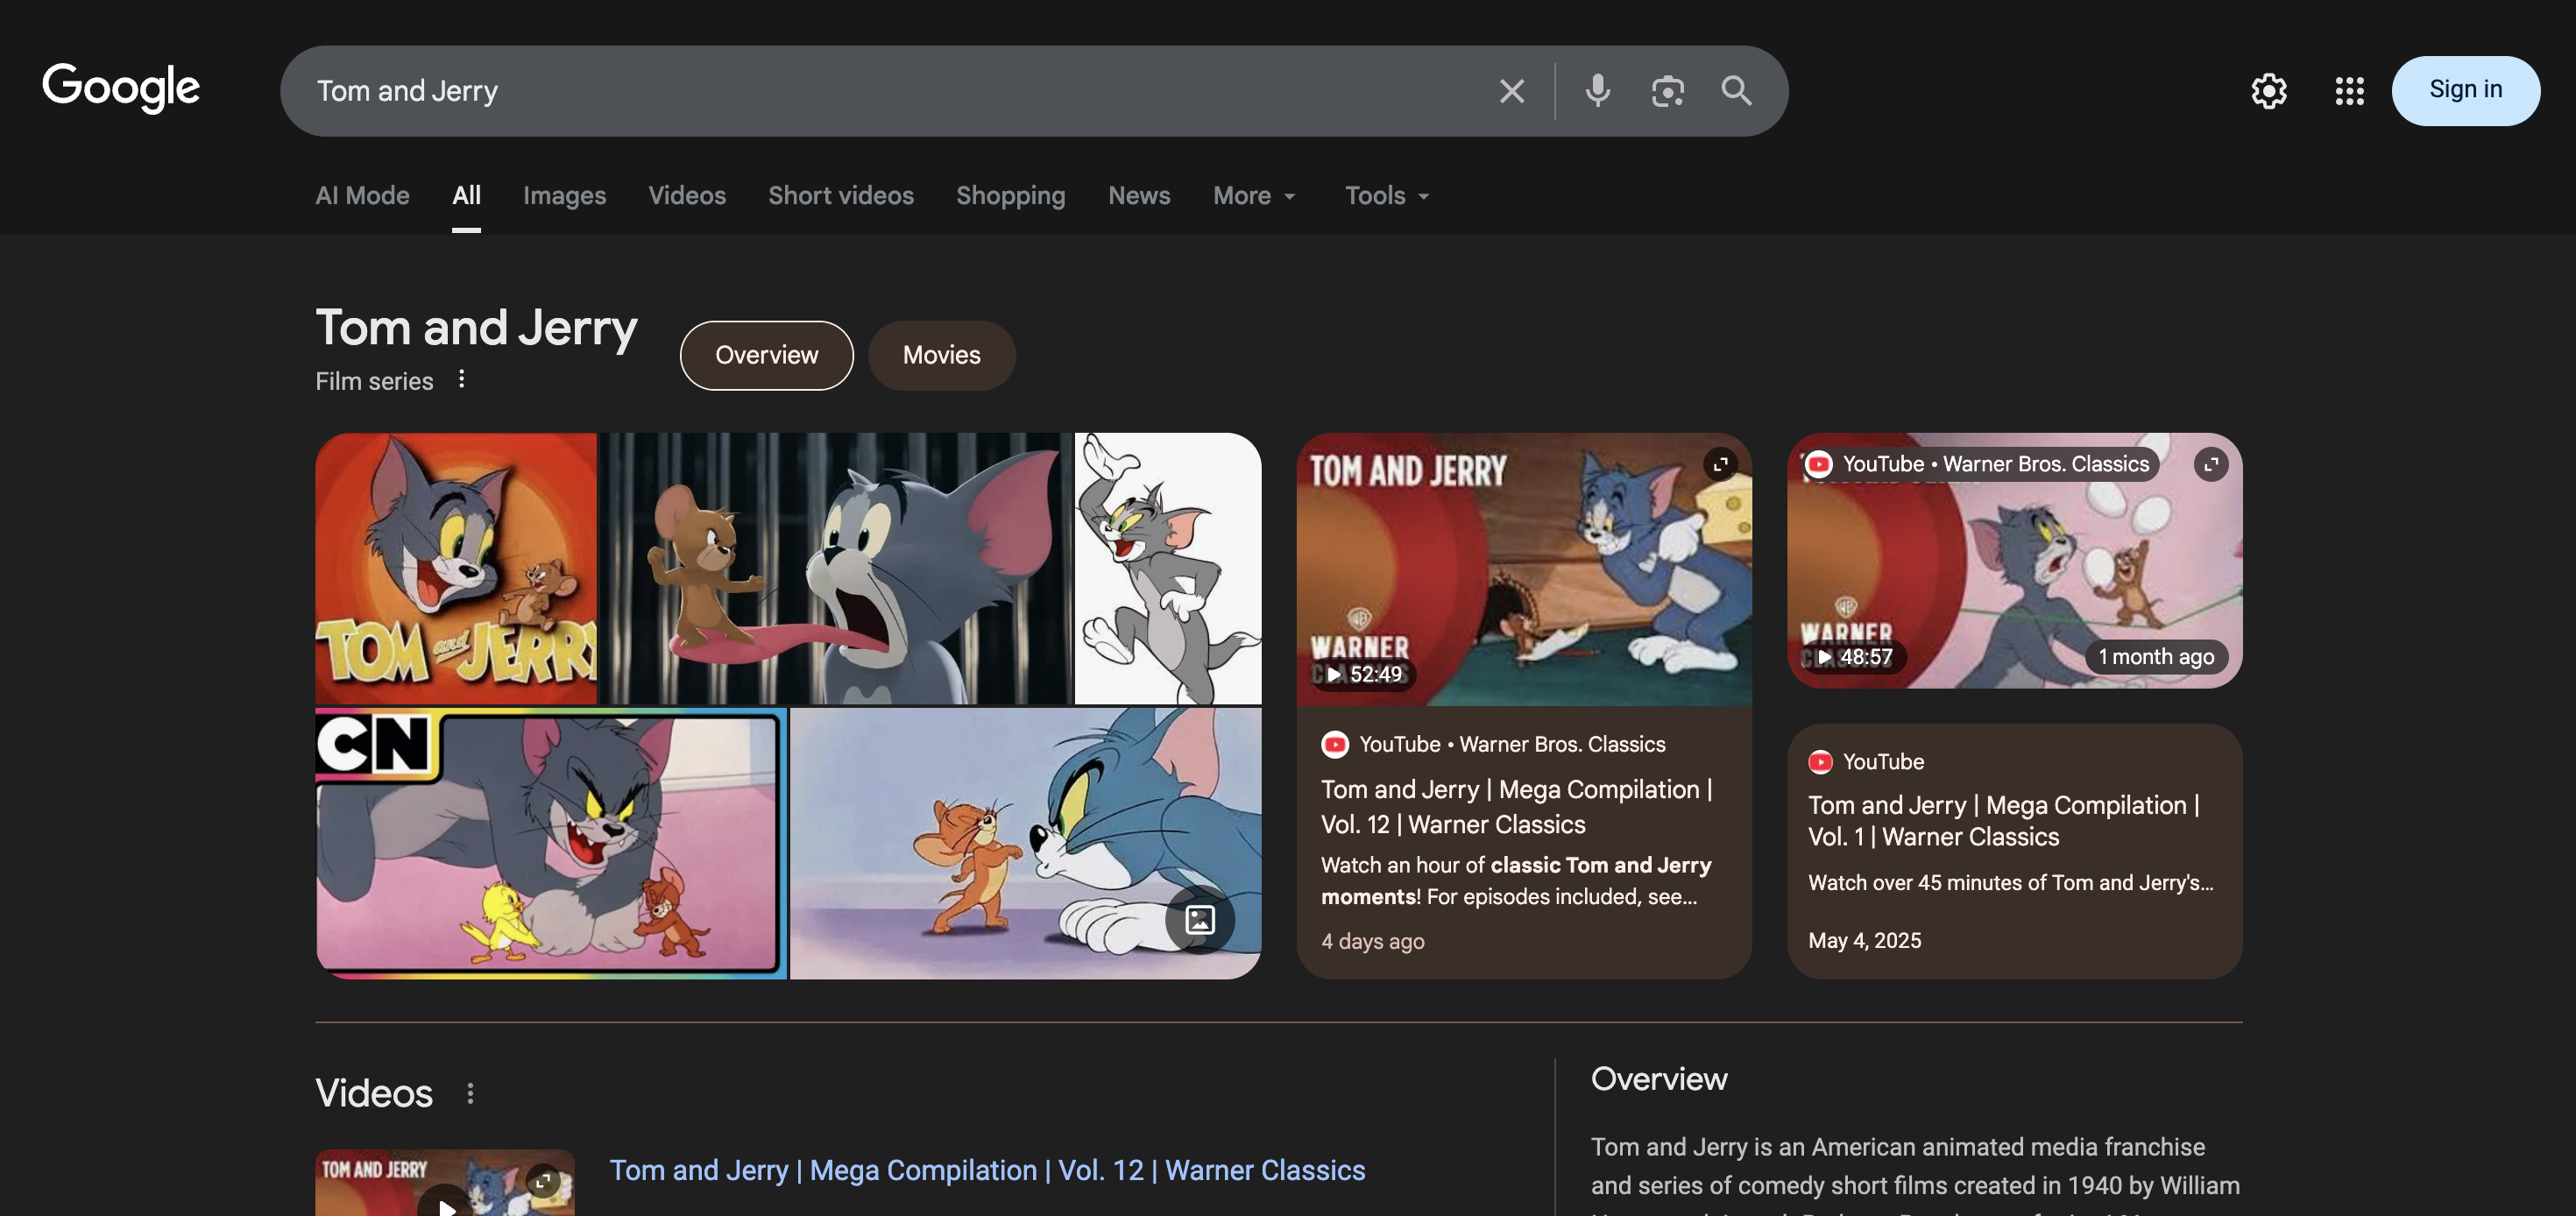 Google
Tom and Jerry
Sign in
AI Mode
All
Images
Videos
Short videos
Shopping
News
More
Tools
Tom and Jerry
Film series
Overview
Movies
TOM and JERRY
CN
TOM AND JERRY
WB
WARNER
CLASSICS
52:49
YouTube • Warner Bros. Classics
Tom and Jerry | Mega Compilation |
Vol. 12 | Warner Classics
Watch an hour of classic Tom and Jerry
moments! For episodes included, see...
4 days ago
YouTube • Warner Bros. Classics
WB
WARNER
CLASSICS
48:57
1 month ago
YouTube
Tom and Jerry | Mega Compilation |
Vol. 1 | Warner Classics
Watch over 45 minutes of Tom and Jerry's...
May 4, 2025
Videos
TOM AND JERRY
Tom and Jerry | Mega Compilation | Vol. 12 | Warner Classics
Overview
Tom and Jerry is an American animated media franchise
and series of comedy short films created in 1940 by William